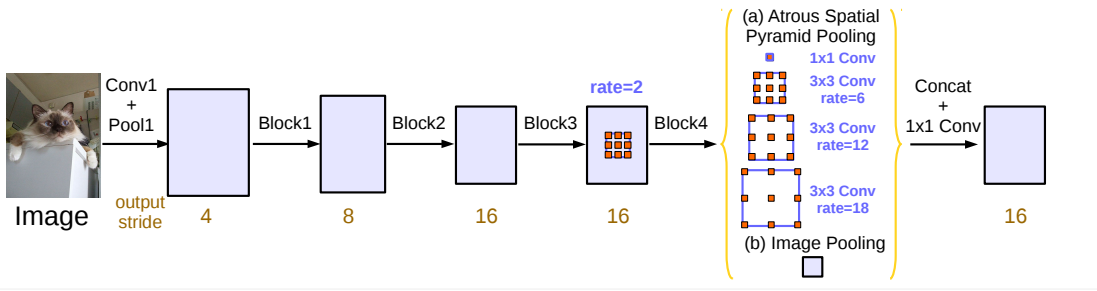 (a) Atrous Spatial
Pyramid Pooling
1x1 Conv
3x3 Conv
rate=6
3x3 Conv
rate=12
3x3 Conv
rate=18
(b) Image Pooling
Conv1
+
Pool1
Block1
Block2
Block3
rate=2
Block4
Concat
+
1x1 Conv
Image
output
stride
4
8
16
16
16